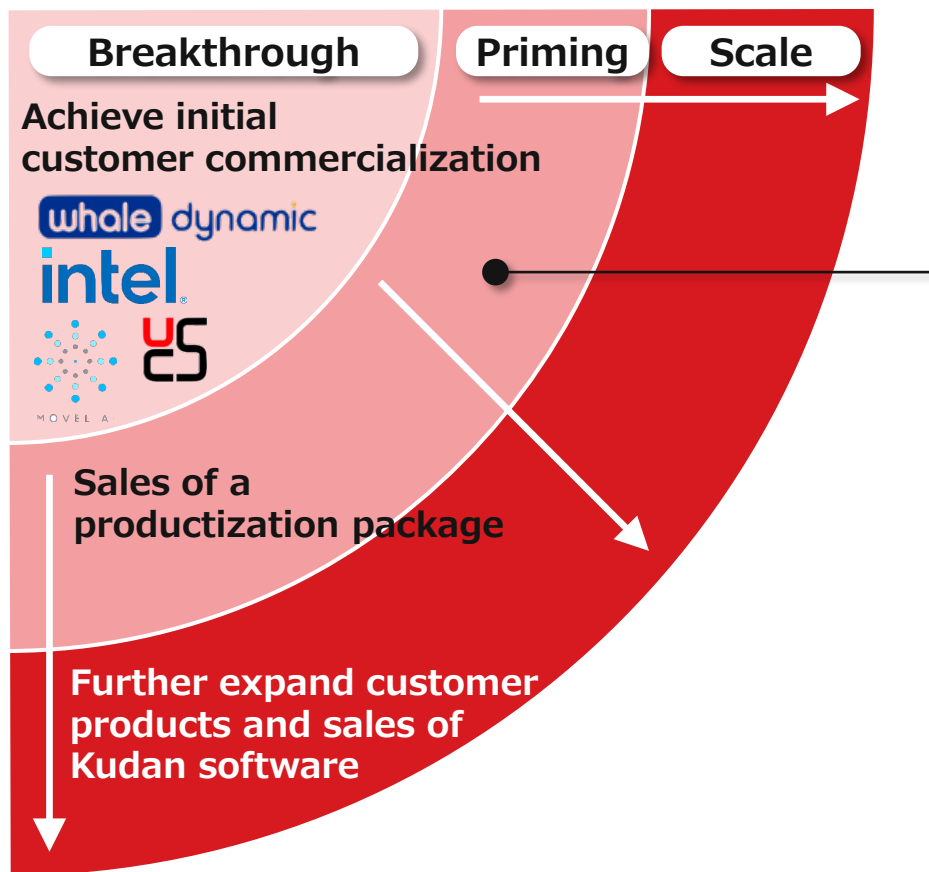 Breakthrough
Priming
Scale
Achieve initial
customer commercialization
whale dynamic
intel®
UCS
MOVEL A
Sales of a
productization package
Further expand customer
products and sales of
Kudan software